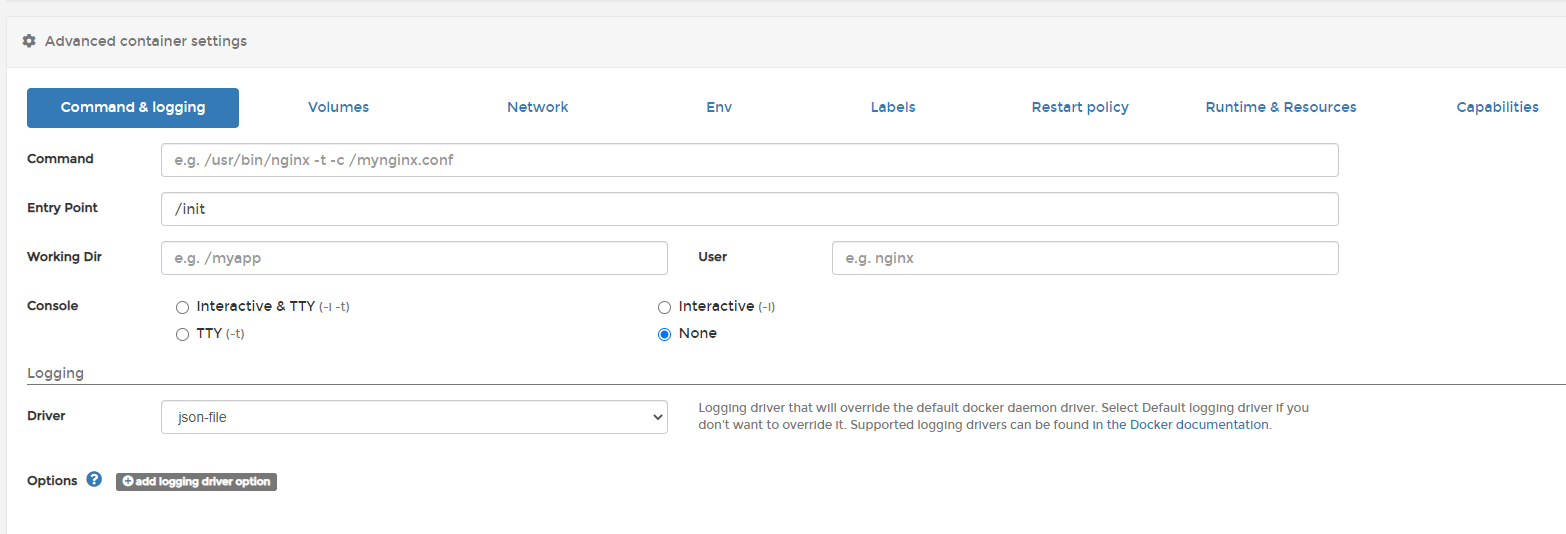 Advanced container settings
Command & logging Volumes Network Env Labels Restart policy Runtime & Resources Capabilities
Command e.g. /usr/bin/nginx -t -c /mynginx.conf
Entry Point /init
Working Dir e.g. /myapp User e.g. nginx
Console Interactive & TTY (-i -t) Interactive (-i)
TTY (-t) None
Logging
Driver json-file Logging driver that will override the default docker daemon driver. Select Default logging driver if you
don't want to override it. Supported logging drivers can be found in the Docker documentation.
Options ? add logging driver option